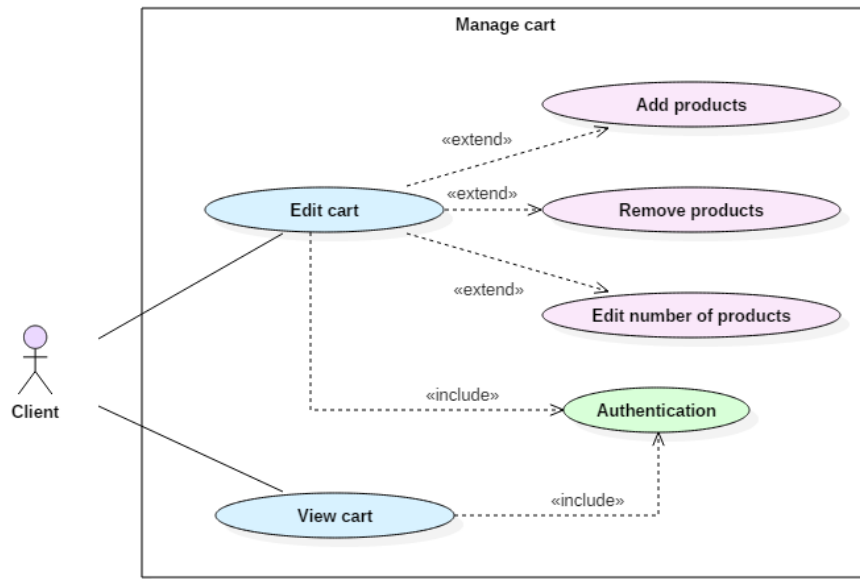 Manage cart
Add products
«extend»
«extend»
Edit cart
Remove products
«extend»
Edit number of products
«include»
Authentication
Client
«include»
View cart